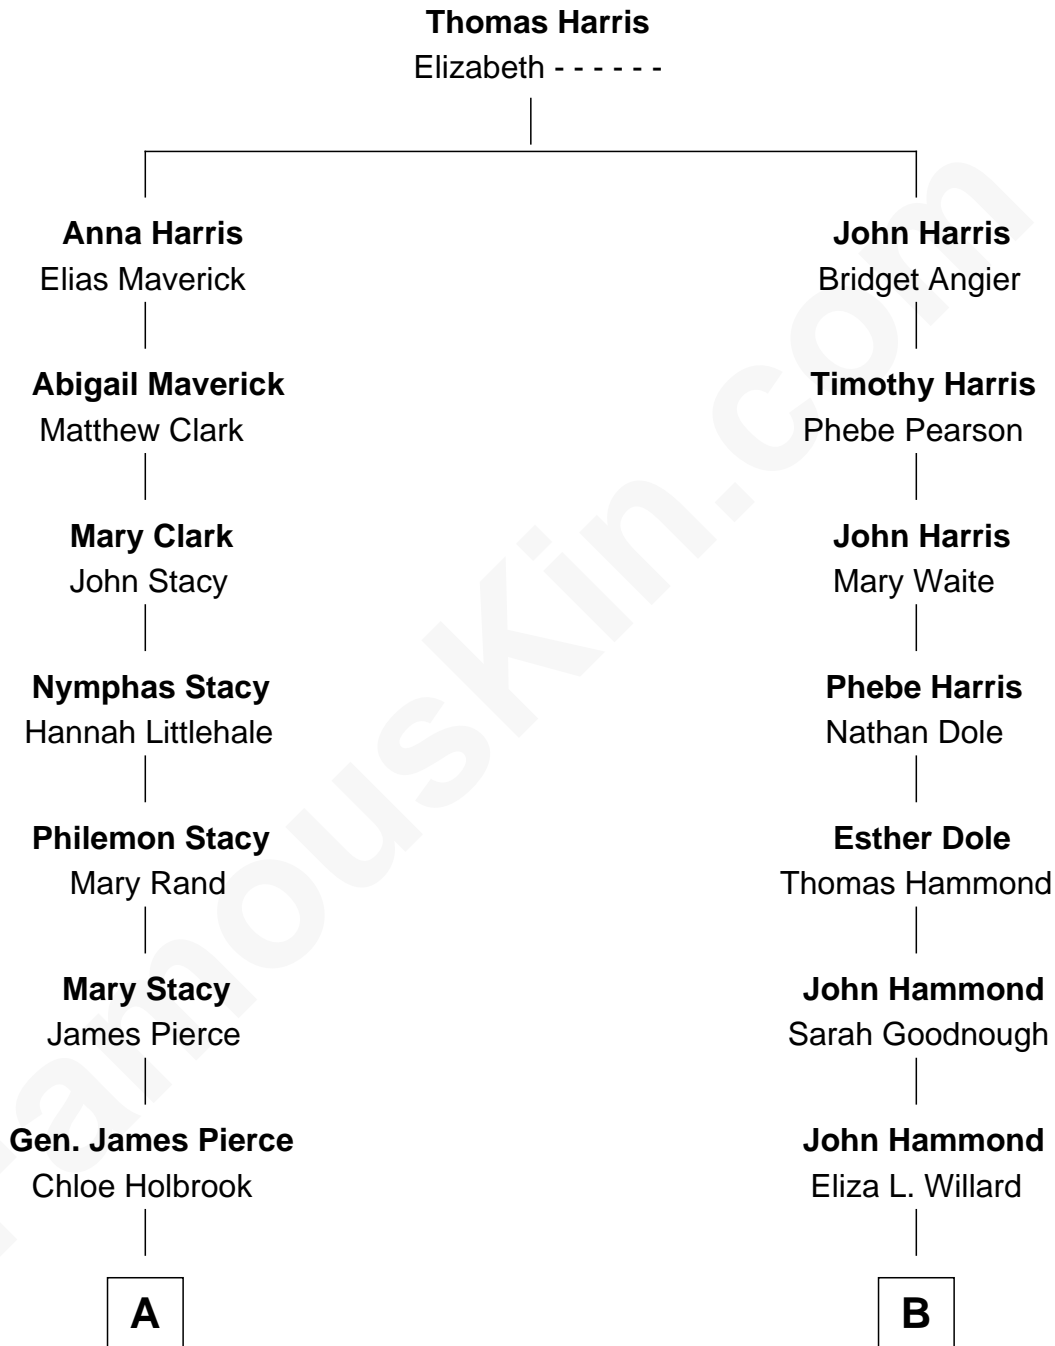 Thomas Harris
Elizabeth - - - - - -
Anna Harris
Elias Maverick
John Harris
Bridget Angier
Abigail Maverick
Matthew Clark
Timothy Harris
Phebe Pearson
Mary Clark
John Stacy
John Harris
Mary Waite
Nymphas Stacy
Hannah Littlehale
Phebe Harris
Nathan Dole
Philemon Stacy
Mary Rand
Esther Dole
Thomas Hammond
Mary Stacy
James Pierce
John Hammond
Sarah Goodnough
Gen. James Pierce
Chloe Holbrook
John Hammond
Eliza L. Willard
A
B
FamousKin.com